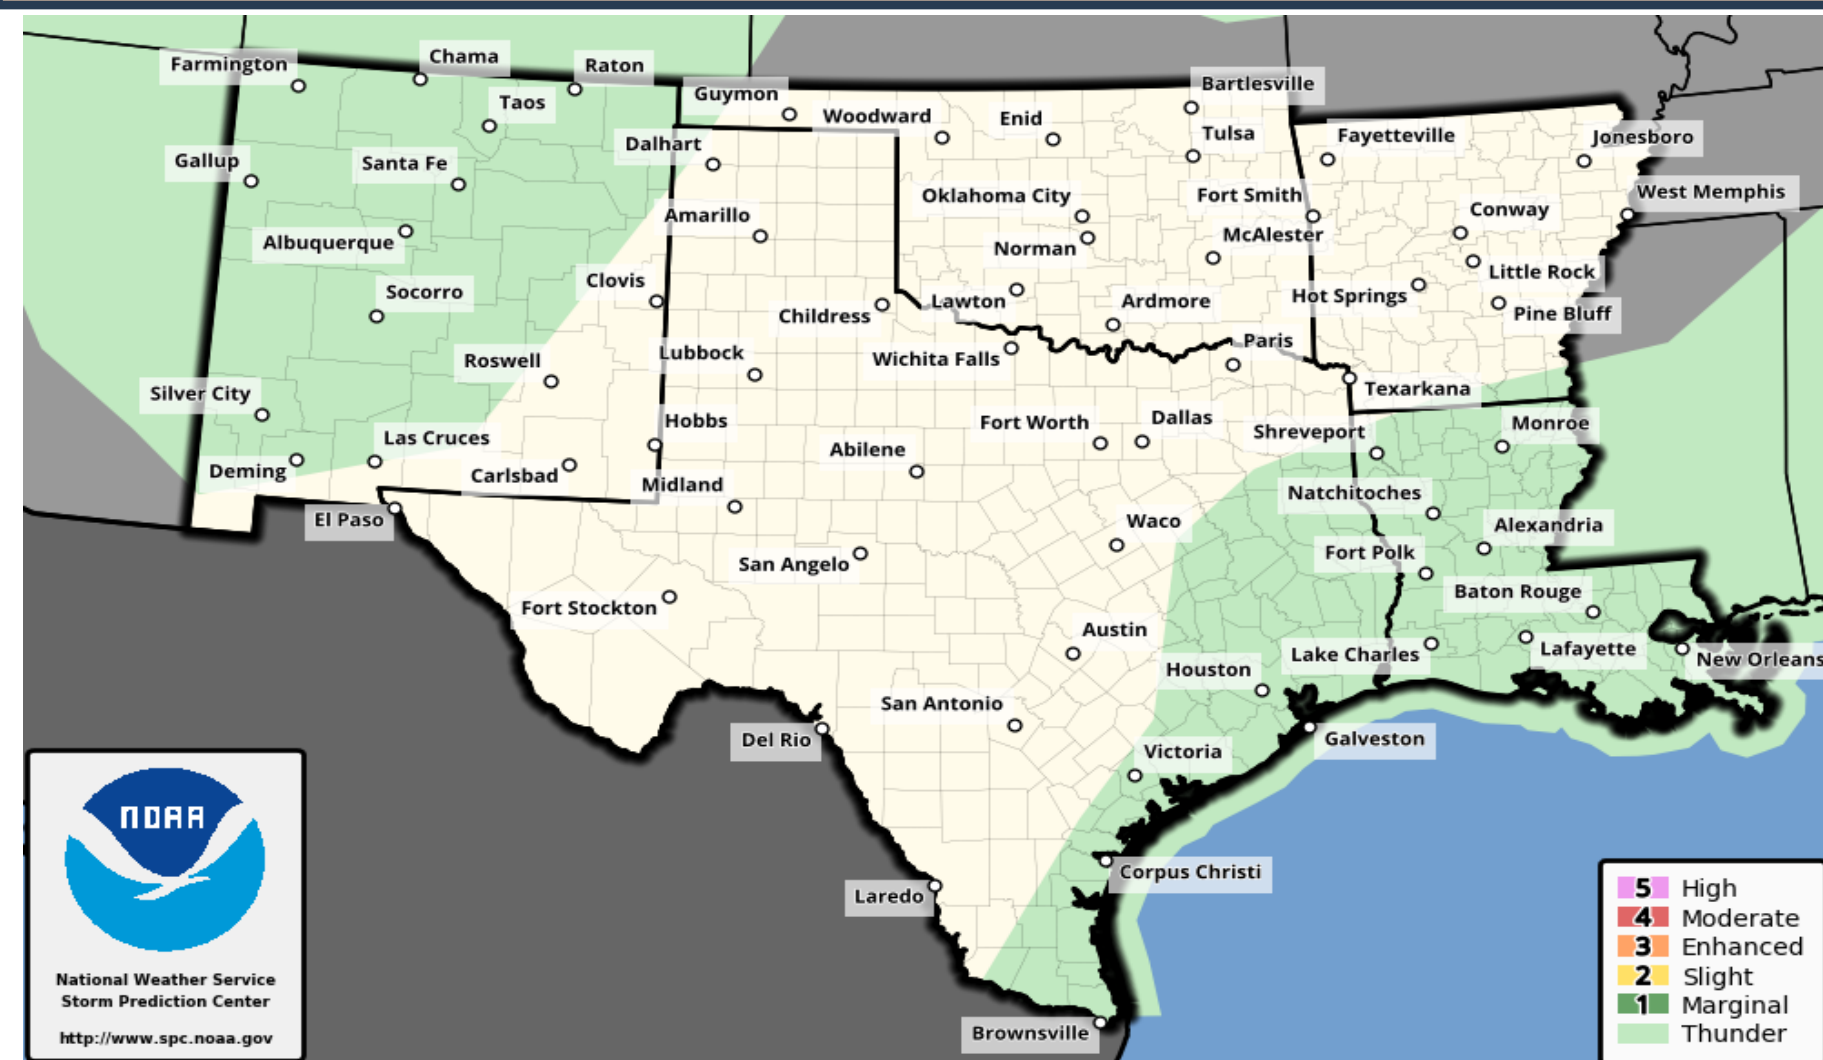 Farmington
Chama
Raton
Taos
Guymon
Woodward
Enid
Bartlesville
Tulsa
Fayetteville
Jonesboro
Gallup
Santa Fe
Dalhart
Oklahoma City
Fort Smith
Conway
West Memphis
Albuquerque
Amarillo
Norman
McAlester
Little Rock
Socorro
Clovis
Childress
Lawton
Ardmore
Hot Springs
Pine Bluff
Roswell
Lubbock
Wichita Falls
Paris
Texarkana
Silver City
Las Cruces
Hobbs
Fort Worth
Dallas
Shreveport
Monroe
Deming
Carlsbad
Midland
Abilene
Natchitoches
El Paso
Waco
Alexandria
San Angelo
Fort Polk
Fort Stockton
Baton Rouge
Austin
Houston
Lake Charles
Lafayette
New Orleans
San Antonio
Del Rio
Victoria
Galveston
Laredo
Corpus Christi
Brownsville
NOAA
National Weather Service
Storm Prediction Center
http://www.spc.noaa.gov
5 High
4 Moderate
3 Enhanced
2 Slight
1 Marginal
Thunder